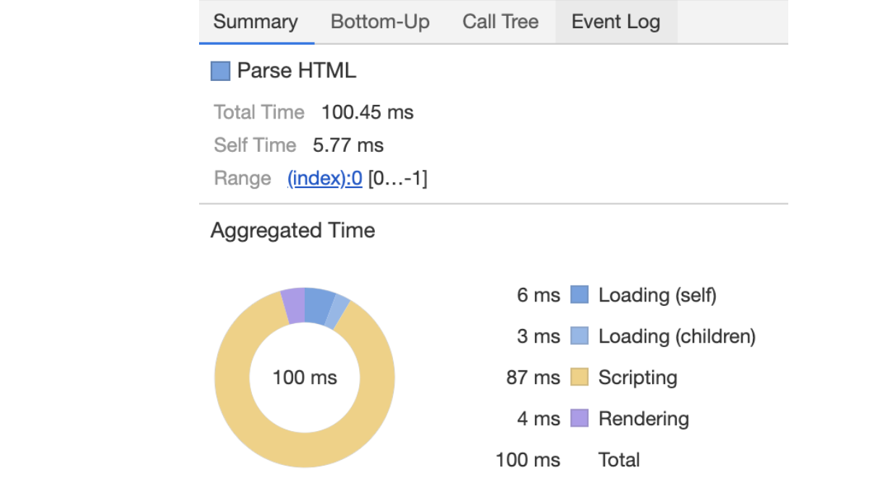 Summary Bottom-Up Call Tree Event Log
Parse HTML
Total Time 100.45 ms
Self Time 5.77 ms
Range (index):0 [0…-1]
Aggregated Time
6 ms Loading (self)
3 ms Loading (children)
100 ms
87 ms Scripting
4 ms Rendering
100 ms Total